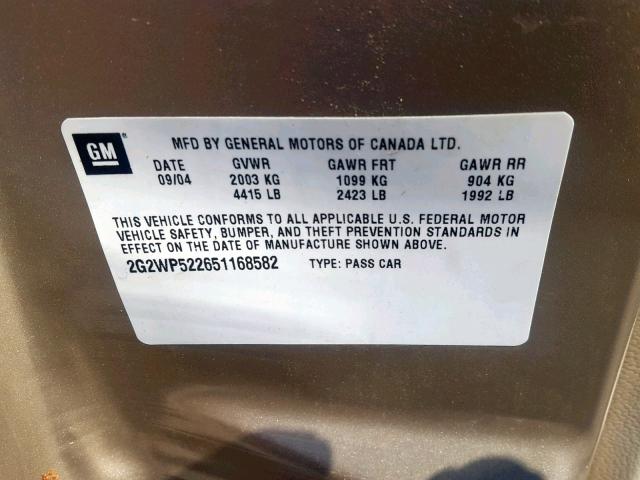 GM
MFD BY GENERAL MOTORS OF CANADA LTD.
DATE GVWR GAWR FRT GAWR RR
09/04 2003 KG 1099 KG 904 KG
4415 LB 2423 LB 1992 LB
THIS VEHICLE CONFORMS TO ALL APPLICABLE U.S. FEDERAL MOTOR
VEHICLE SAFETY, BUMPER, AND THEFT PREVENTION STANDARDS IN
EFFECT ON THE DATE OF MANUFACTURE SHOWN ABOVE.
2G2WP522651168582 TYPE: PASS CAR